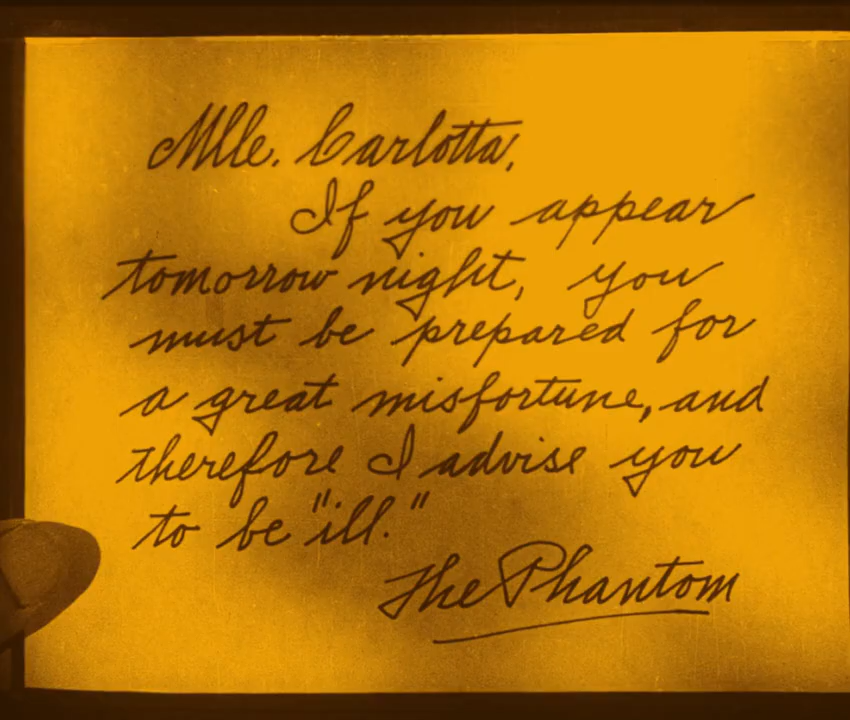 Mlle. Carlotta,
If you appear
tomorrow night, you
must be prepared for
a great misfortune, and
therefore I advise you
to be "ill."
The Phantom